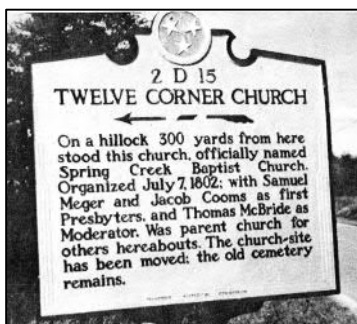 2 D 15
TWELVE CORNER CHURCH
On a hillock 300 yards from here
stood this church, officially named
Spring Creek Baptist Church.
Organized July 7, 1802; with Samuel
Meger and Jacob Cooms as first
Presbyters, and Thomas McBride as
Moderator. Was parent church for
others hereabouts. The church-site
has been moved; the old cemetery
remains.